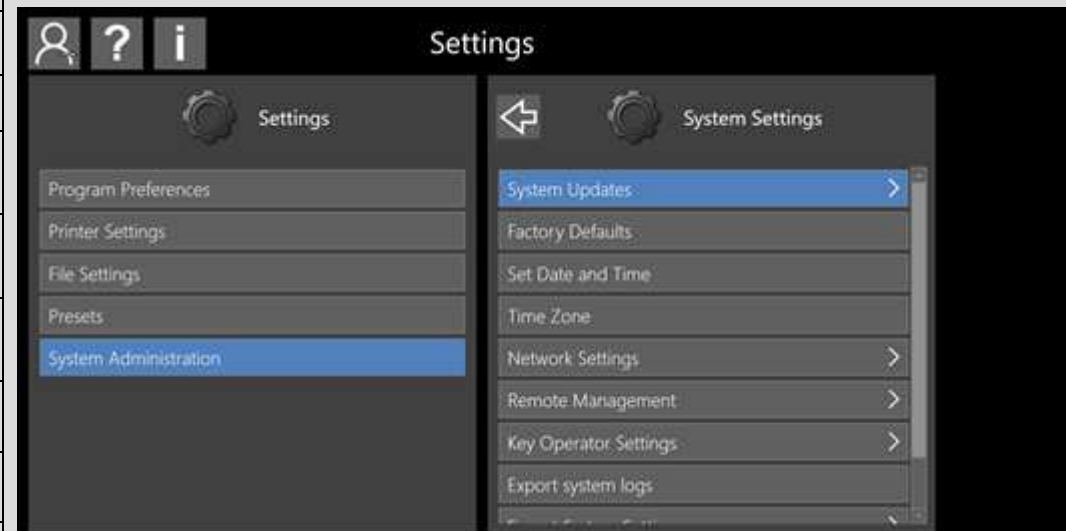 ?
i
Settings
Settings
Program Preferences
Printer Settings
File Settings
Presets
System Administration
System Settings
System Updates
Factory Defaults
Set Date and Time
Time Zone
Network Settings
Remote Management
Key Operator Settings
Export system logs